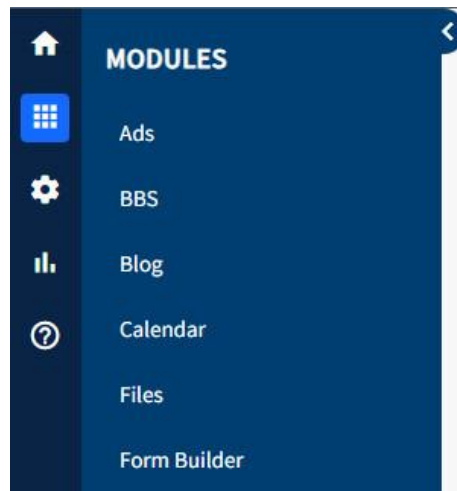 MODULES
Ads
BBS
Blog
Calendar
Files
Form Builder